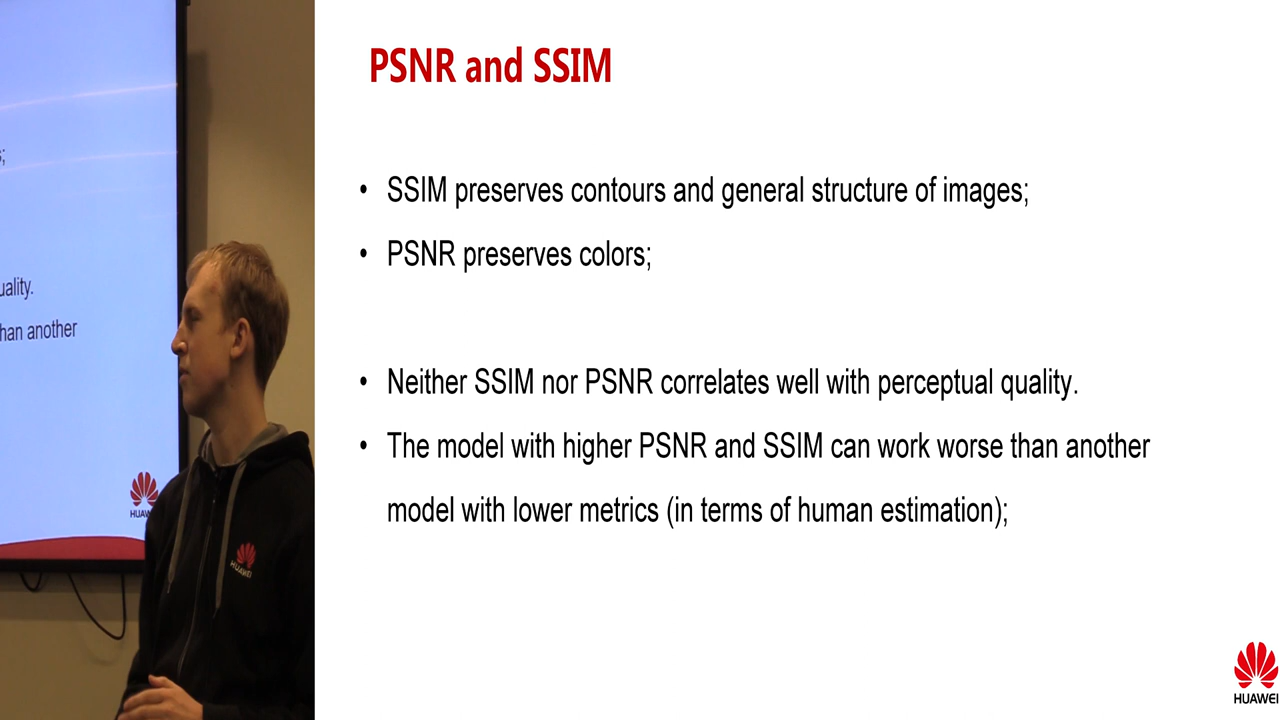 PSNR and SSIM
• SSIM preserves contours and general structure of images;
• PSNR preserves colors;
• Neither SSIM nor PSNR correlates well with perceptual quality.
• The model with higher PSNR and SSIM can work worse than another
model with lower metrics (in terms of human estimation);
HUAWEI
than another
HUAWEI